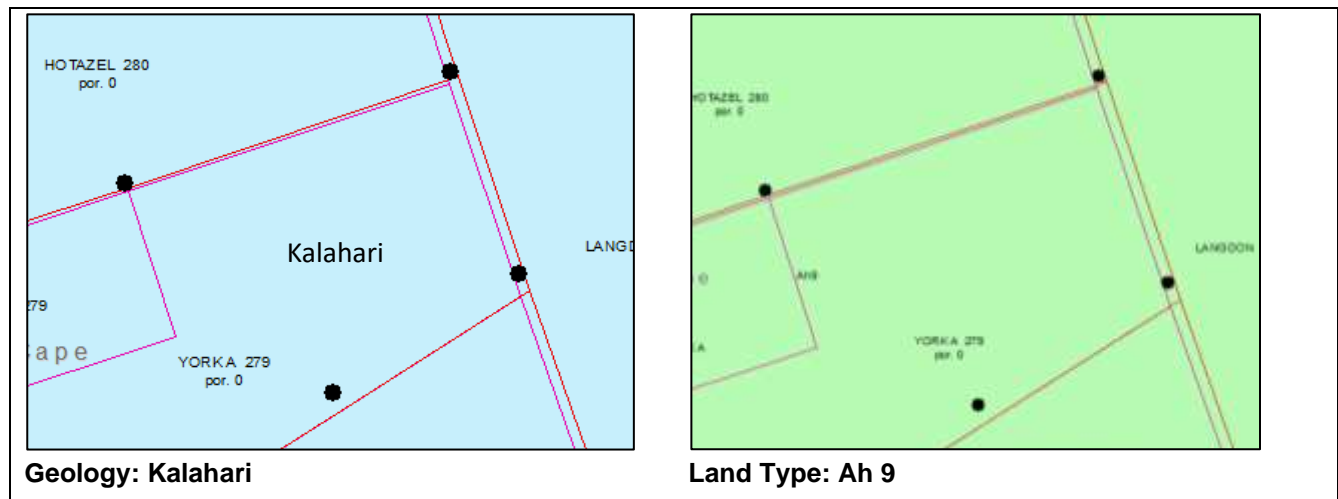 HOTAZEL 280
por. 0
Kalahari
LANGD
279
Cape
YORKA 279
por. 0
Geology: Kalahari
HOTAZEL 280
por. 0
LANGDON
e
Ah9
A
YORKA 279
por. 0
Land Type: Ah 9